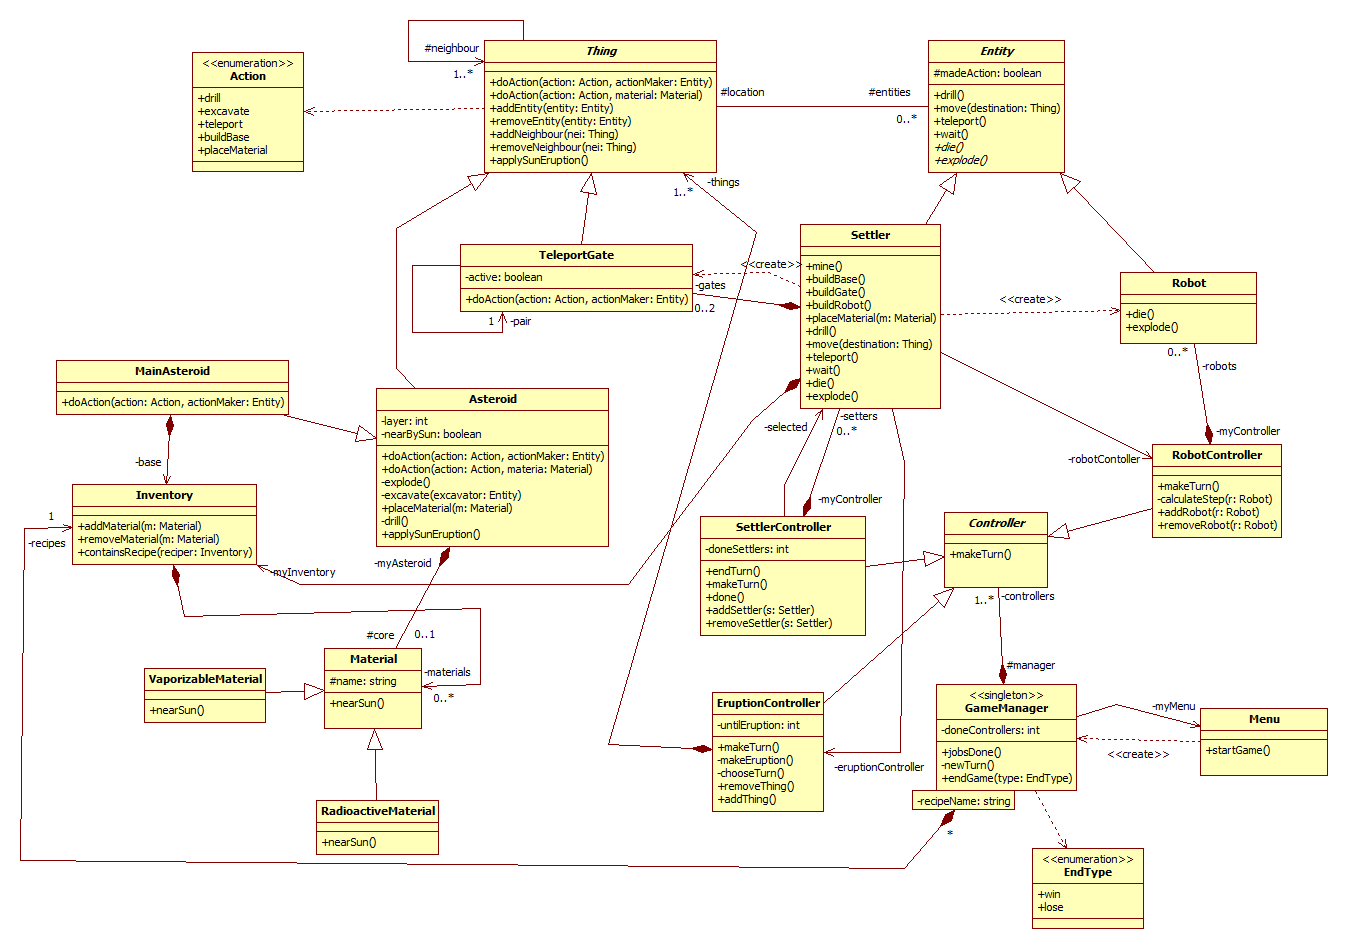 #neighbour
1..*
Thing
+doAction(action: Action, actionMaker: Entity)
+doAction(action: Action, material: Material)
+addEntity(entity: Entity)
+removeEntity(entity: Entity)
+addNeighbour(nei: Thing)
+removeNeighbour(nei: Thing)
+applySunEruption()
#location
#entities
0..*
Entity
#madeAction: boolean
+drill()
+move(destination: Thing)
+teleport()
+wait()
+die()
+explode()
<<enumeration>>
Action
+drill
+excavate
+teleport
+buildBase
+placeMaterial
1..*
-things
TeleportGate
-active: boolean
+doAction(action: Action, actionMaker: Entity)
1
-pair
<<create>>
-gates
0..2
Settler
+mine()
+buildBase()
+buildGate()
+buildRobot()
+placeMaterial(m: Material)
+drill()
+move(destination: Thing)
+teleport()
+wait()
+die()
+explode()
<<create>>
Robot
+die()
+explode()
0..*
-robots
-myController
-robotContoller
RobotController
+makeTurn()
-calculateStep(r: Robot)
+addRobot(r: Robot)
+removeRobot(r: Robot)
MainAsteroid
+doAction(action: Action, actionMaker: Entity)
-base
Asteroid
-layer: int
-nearBySun: boolean
+doAction(action: Action, actionMaker: Entity)
+doAction(action: Action, materia: Material)
-explode()
-excavate(excavator: Entity)
+placeMaterial(m: Material)
-drill()
+applySunEruption()
-selected
-setters
0..*
-myController
Inventory
+addMaterial(m: Material)
+removeMaterial(m: Material)
+containsRecipe(reciper: Inventory)
1
-recipes
-myInventory
-myAsteroid
SettlerController
-doneSettlers: int
+endTurn()
+makeTurn()
+done()
+addSettler(s: Settler)
+removeSettler(s: Settler)
Controller
+makeTurn()
1..*
-controllers
#manager
#core
0..1
Material
#name: string
+nearSun()
-materials
0..*
VaporizableMaterial
+nearSun()
RadioactiveMaterial
+nearSun()
EruptionController
-untilEruption: int
+makeTurn()
-makeEruption()
-chooseTurn()
+removeThing()
+addThing()
-eruptionController
<<singleton>>
GameManager
-doneControllers: int
+jobsDone()
-newTurn()
+endGame(type: EndType)
-recipeName: string
*
-myMenu
<<create>>
Menu
+startGame()
<<enumeration>>
EndType
+win
+lose